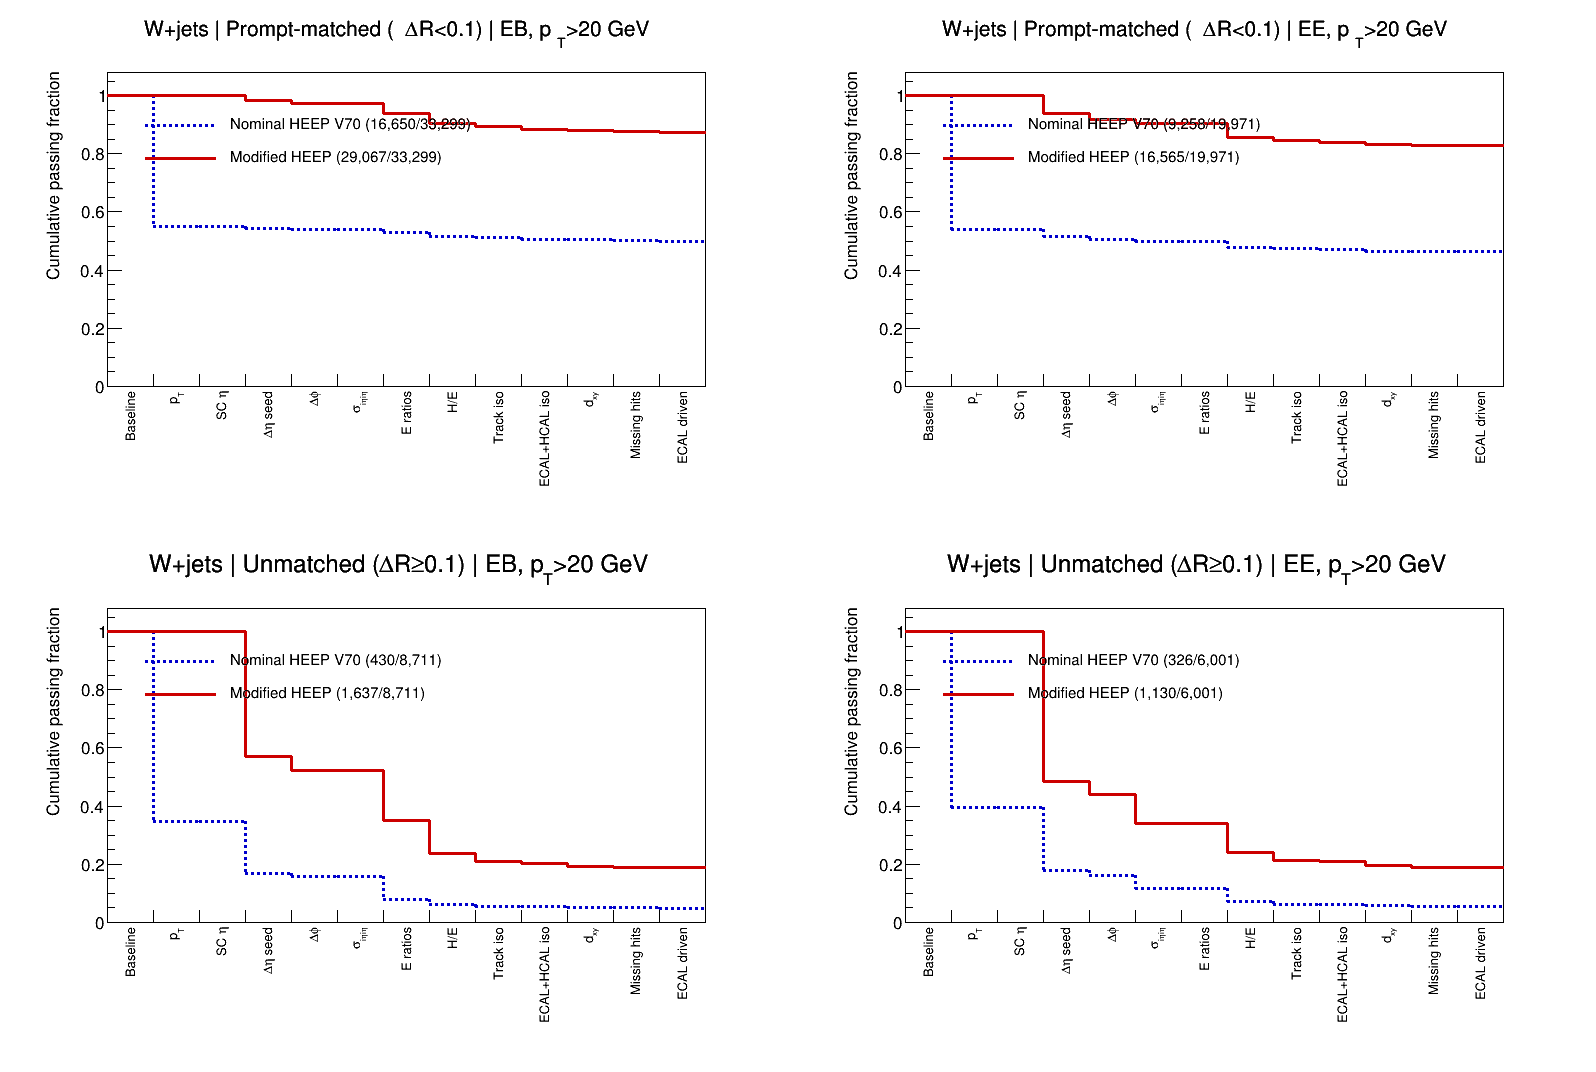 W+jets | Prompt-matched ( ΔR<0.1) | EB, p T>20 GeV
Cumulative passing fraction
1
0.8
0.6
0.4
0.2
0
Nominal HEEP V70 (16,650/33,299)
Modified HEEP (29,067/33,299)
Baseline
pT
SC η
Δη seed
Δϕ
σiηiη
E ratios
H/E
Track iso
ECAL+HCAL iso
dxy
Missing hits
ECAL driven
W+jets | Prompt-matched ( ΔR<0.1) | EE, p T>20 GeV
Cumulative passing fraction
1
0.8
0.6
0.4
0.2
0
Nominal HEEP V70 (9,258/19,971)
Modified HEEP (16,565/19,971)
Baseline
pT
SC η
Δη seed
Δϕ
σiηiη
E ratios
H/E
Track iso
ECAL+HCAL iso
dxy
Missing hits
ECAL driven
W+jets | Unmatched (ΔR≥0.1) | EB, pT>20 GeV
Cumulative passing fraction
1
0.8
0.6
0.4
0.2
0
Nominal HEEP V70 (430/8,711)
Modified HEEP (1,637/8,711)
Baseline
pT
SC η
Δη seed
Δϕ
σiηiη
E ratios
H/E
Track iso
ECAL+HCAL iso
dxy
Missing hits
ECAL driven
W+jets | Unmatched (ΔR≥0.1) | EE, pT>20 GeV
Cumulative passing fraction
1
0.8
0.6
0.4
0.2
0
Nominal HEEP V70 (326/6,001)
Modified HEEP (1,130/6,001)
Baseline
pT
SC η
Δη seed
Δϕ
σiηiη
E ratios
H/E
Track iso
ECAL+HCAL iso
dxy
Missing hits
ECAL driven